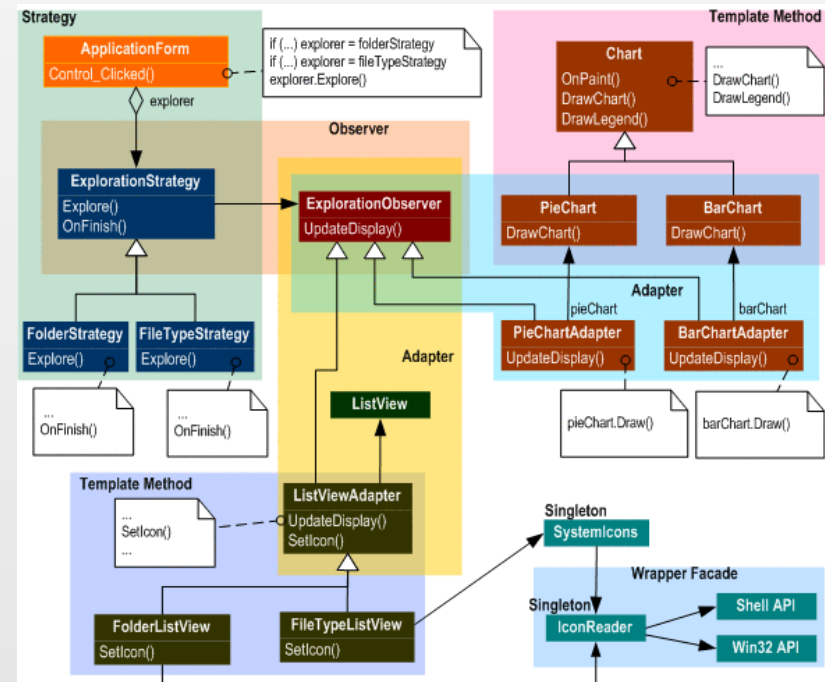 Strategy
Template Method
ApplicationForm
Control_Clicked()
if (...) explorer = folderStrategy
if (...) explorer = fileTypeStrategy
explorer.Explore()
explorer
Chart
OnPaint()
DrawChart()
DrawLegend()
...
DrawChart()
DrawLegend()
Observer
ExplorationStrategy
Explore()
OnFinish()
ExplorationObserver
UpdateDisplay()
PieChart
DrawChart()
BarChart
DrawChart()
Adapter
pieChart
barChart
FolderStrategy
Explore()
FileTypeStrategy
Explore()
PieChartAdapter
UpdateDisplay()
BarChartAdapter
UpdateDisplay()
Adapter
...
OnFinish()
...
OnFinish()
ListView
pieChart.Draw()
barChart.Draw()
Template Method
...
SetIcon()
...
ListViewAdapter
UpdateDisplay()
SetIcon()
Singleton
SystemIcons
Wrapper Facade
Singleton
IconReader
Shell API
Win32 API
FolderListView
SetIcon()
FileTypeListView
SetIcon()